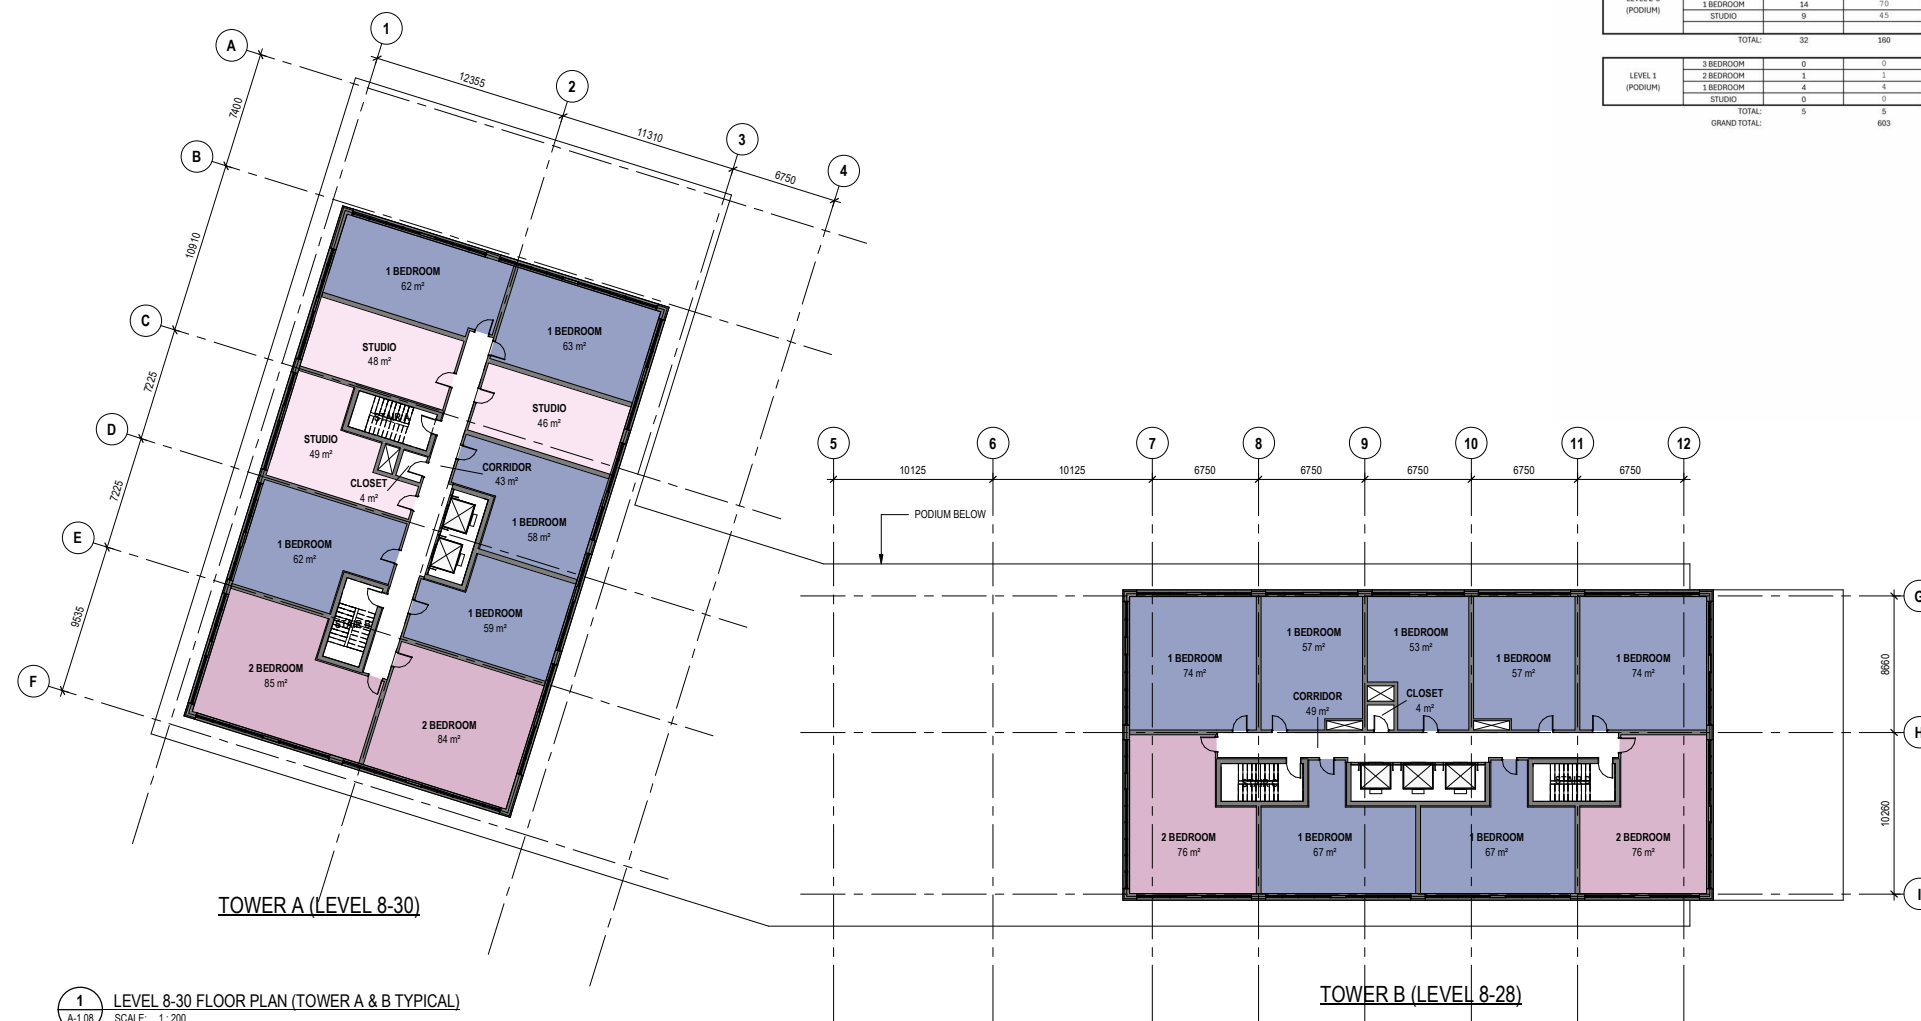 (PODIUM)
1 BEDROOM 14 70
STUDIO 9 45
TOTAL: 32 160
3 BEDROOM 0 0
LEVEL 1 2 BEDROOM 1 1
(PODIUM) 1 BEDROOM 4 4
STUDIO 0 0
TOTAL: 5 5
GRAND TOTAL: 603
1
A
2
3
4
B
C
D
E
F
12355
11310
6750
7400
10910
7225
7225
9535
1 BEDROOM
62 m²
1 BEDROOM
63 m²
STUDIO
48 m²
STUDIO
46 m²
STUDIO
49 m²
CORRIDOR
43 m²
CLOSET
4 m²
1 BEDROOM
58 m²
1 BEDROOM
62 m²
1 BEDROOM
59 m²
2 BEDROOM
85 m²
2 BEDROOM
84 m²
TOWER A (LEVEL 8-30)
5 6 7 8 9 10 11 12
10125 10125 6750 6750 6750 6750 6750
PODIUM BELOW
G
H
I
8660
10260
1 BEDROOM
74 m²
1 BEDROOM
57 m²
1 BEDROOM
53 m²
1 BEDROOM
57 m²
1 BEDROOM
74 m²
CORRIDOR
49 m²
CLOSET
4 m²
2 BEDROOM
76 m²
1 BEDROOM
67 m²
1 BEDROOM
67 m²
2 BEDROOM
76 m²
TOWER B (LEVEL 8-28)
1
A-1.08
LEVEL 8-30 FLOOR PLAN (TOWER A & B TYPICAL)
SCALE: 1 : 200